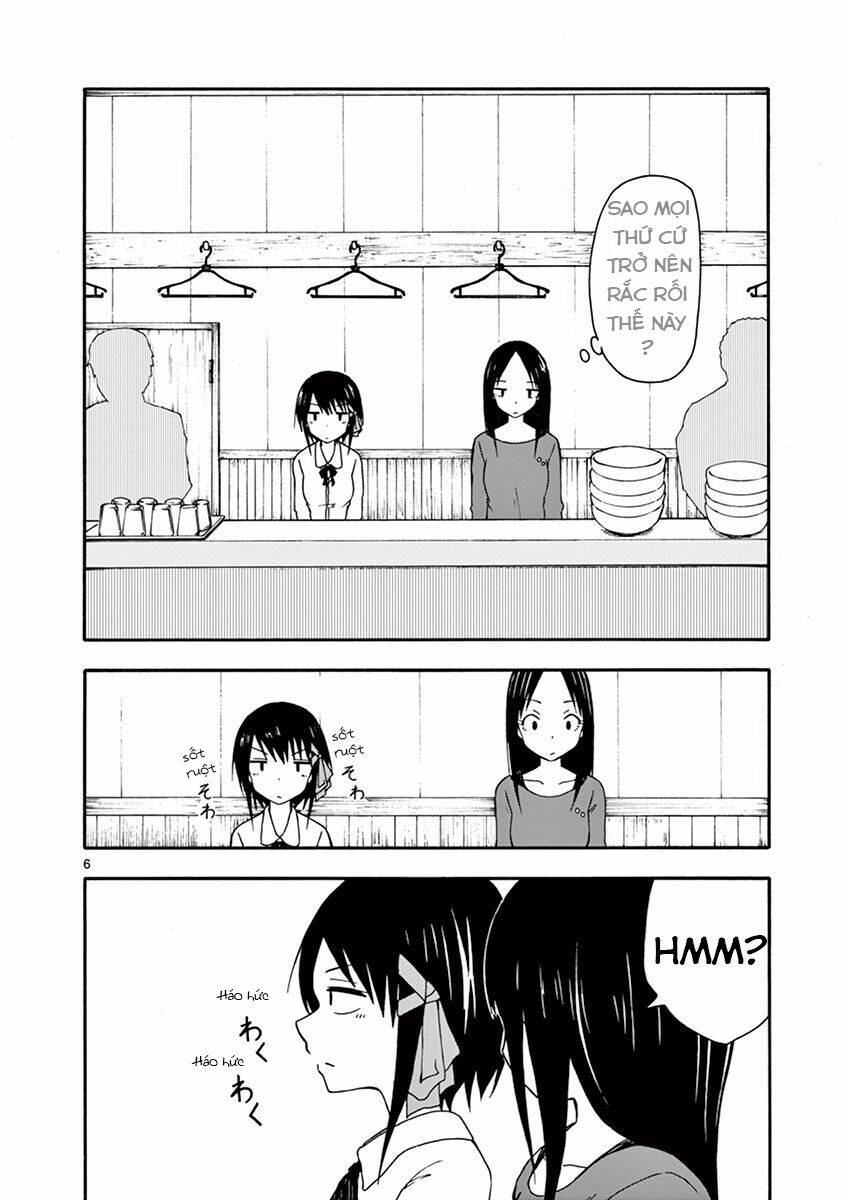 SAO MỌI
THỨ CỨ
TRỞ NÊN
RẮC RỐI
THẾ NÀY
?
sốt
ruột
そわ
sốt
ruột
そわ
6
HMM?
Háo hức
わく
Háo hức
わく